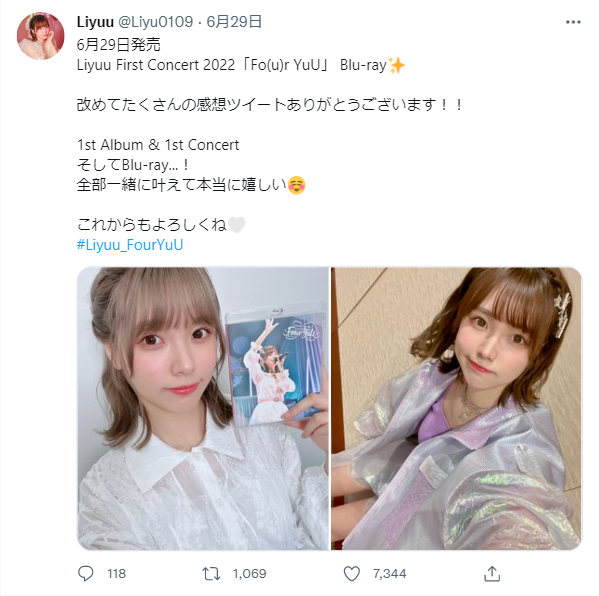 Liyuu @Liyu0109 · 6月29日
6月29日発売
Liyuu First Concert 2022「Fo(u)r YuU」 Blu-ray✨
改めてたくさんの感想ツイートありがとうございます！！
1st Album & 1st Concert
そしてBlu-ray...！
全部一緒に叶えて本当に嬉しい☺️
これからもよろしくね🤍
#Liyuu_FourYuU
Four YuU
118 1,069 7,344